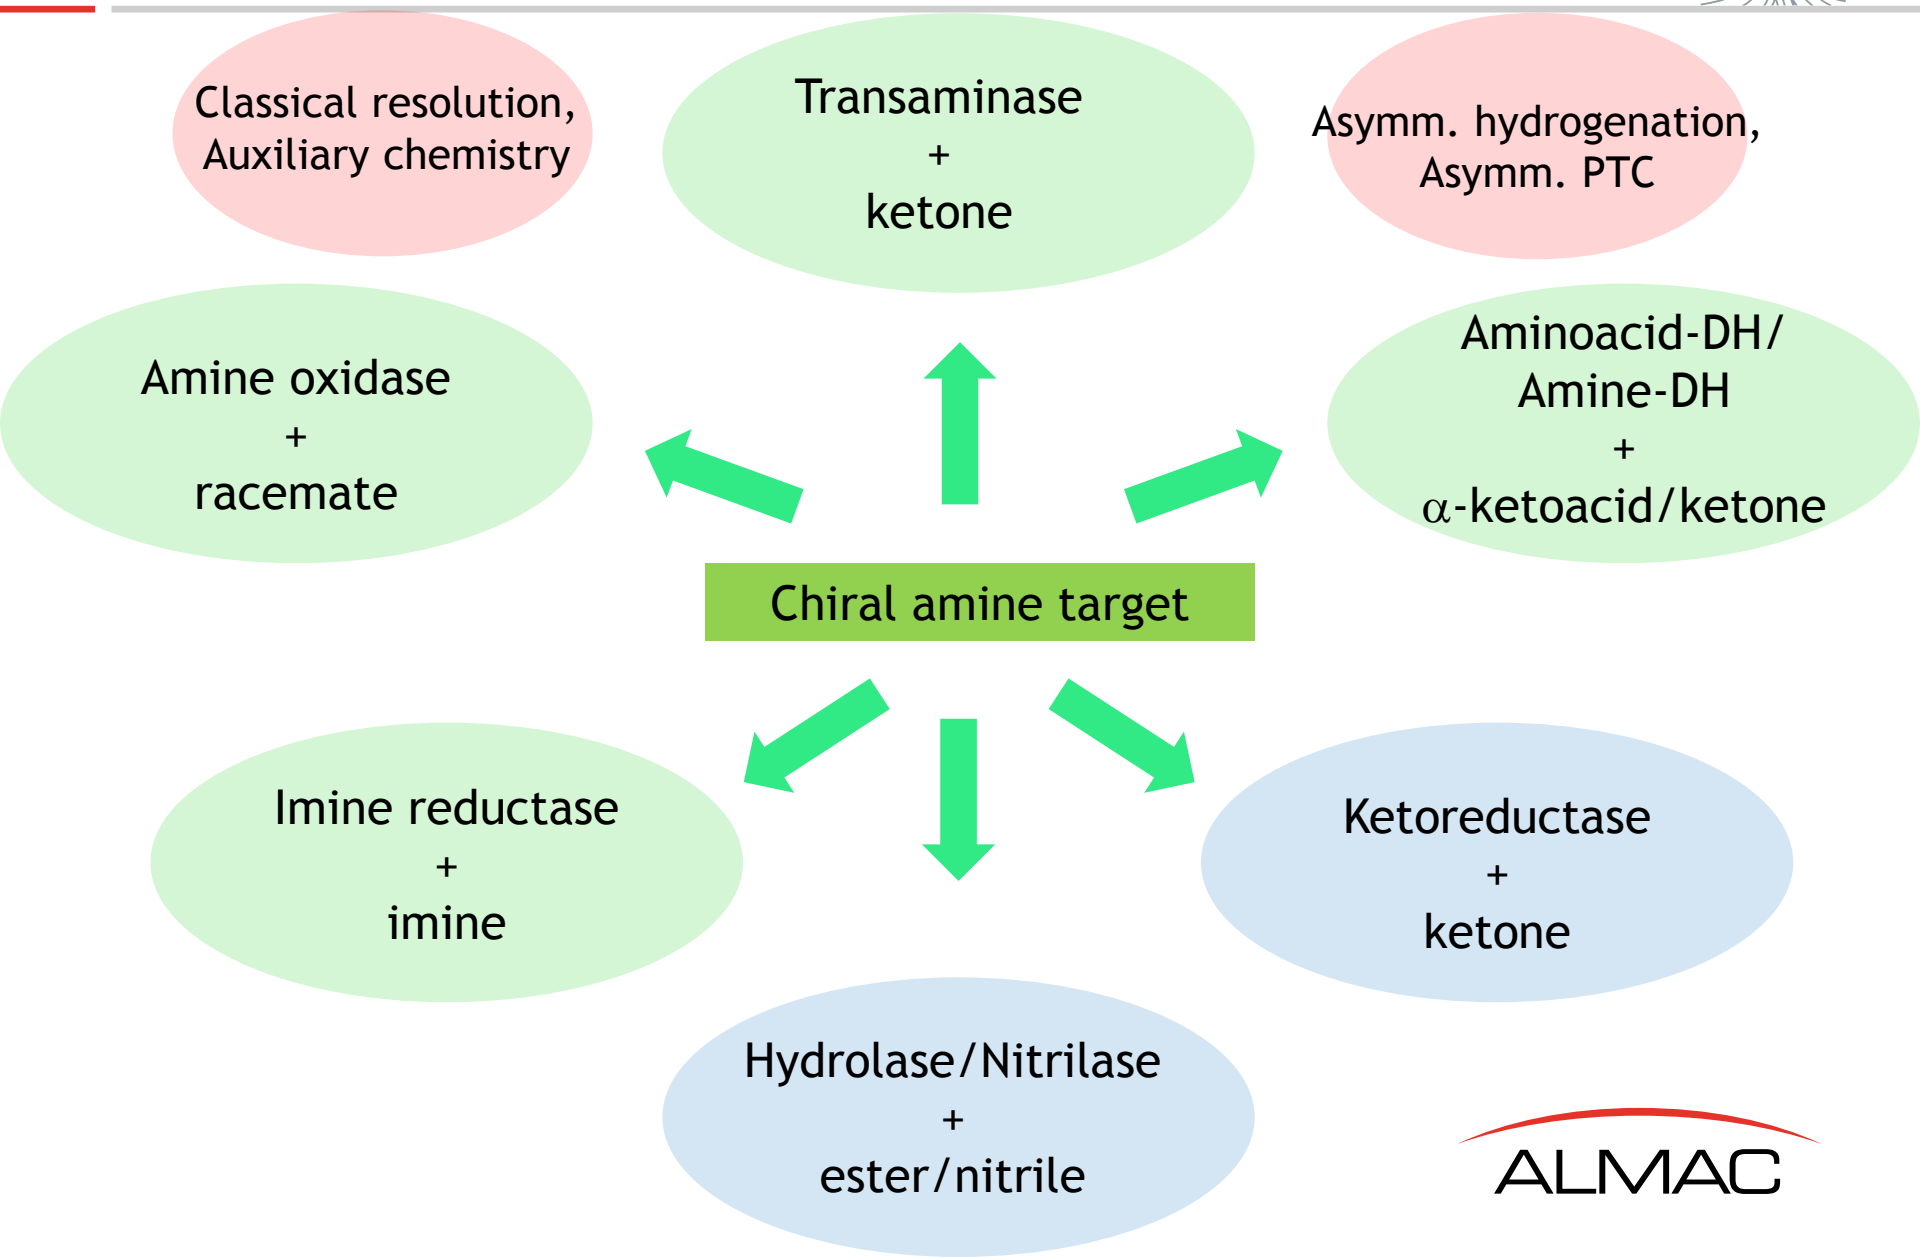 Classical resolution,
Auxiliary chemistry
Transaminase
+
ketone
Asymm. hydrogenation,
Asymm. PTC
Amine oxidase
+
racemate
Aminoacid-DH/
Amine-DH
+
α-ketoacid/ketone
Chiral amine target
Imine reductase
+
imine
Ketoreductase
+
ketone
Hydrolase/Nitrilase
+
ester/nitrile
ALMAC